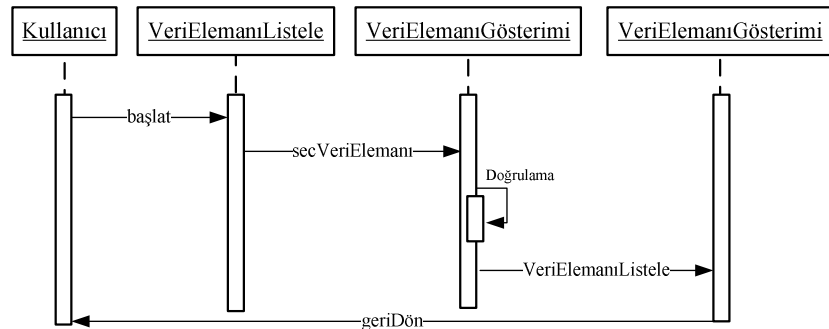 Kullanıcı
VeriElemanıListele
VeriElemanıGösterimi
VeriElemanıGösterimi
başlat
secVeriElemanı
Doğrulama
VeriElemanıListele
geriDön